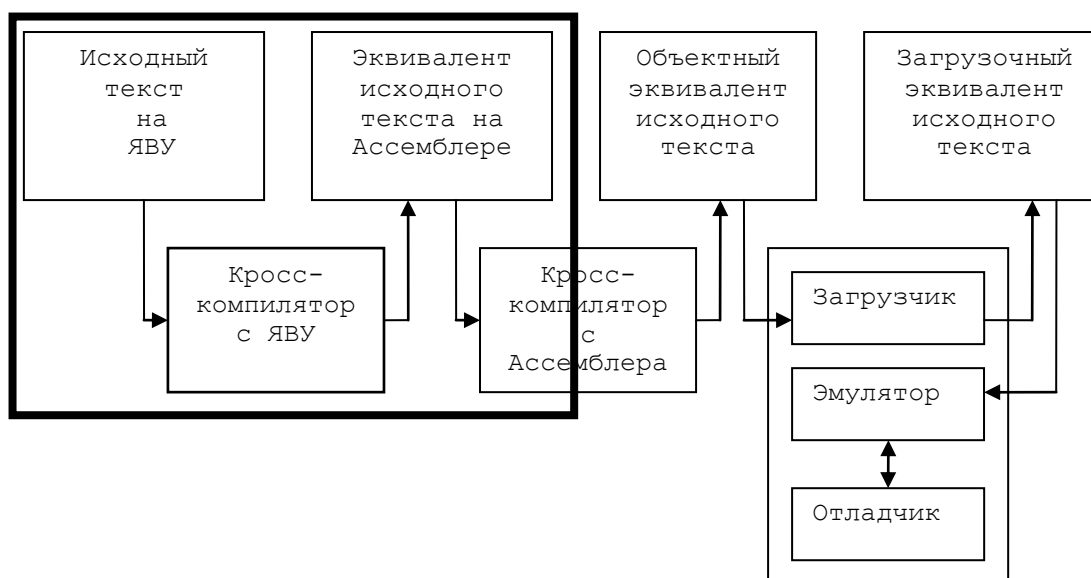 Исходный
текст
на
ЯВУ
Эквивалент
исходного
текста на
Ассемблере
Объектный
эквивалент
исходного
текста
Загрузочный
эквивалент
исходного
текста
Кросс-
компилятор
с ЯВУ
Кросс-
компилятор
с
Ассемблера
Загрузчик
Эмулятор
Отладчик